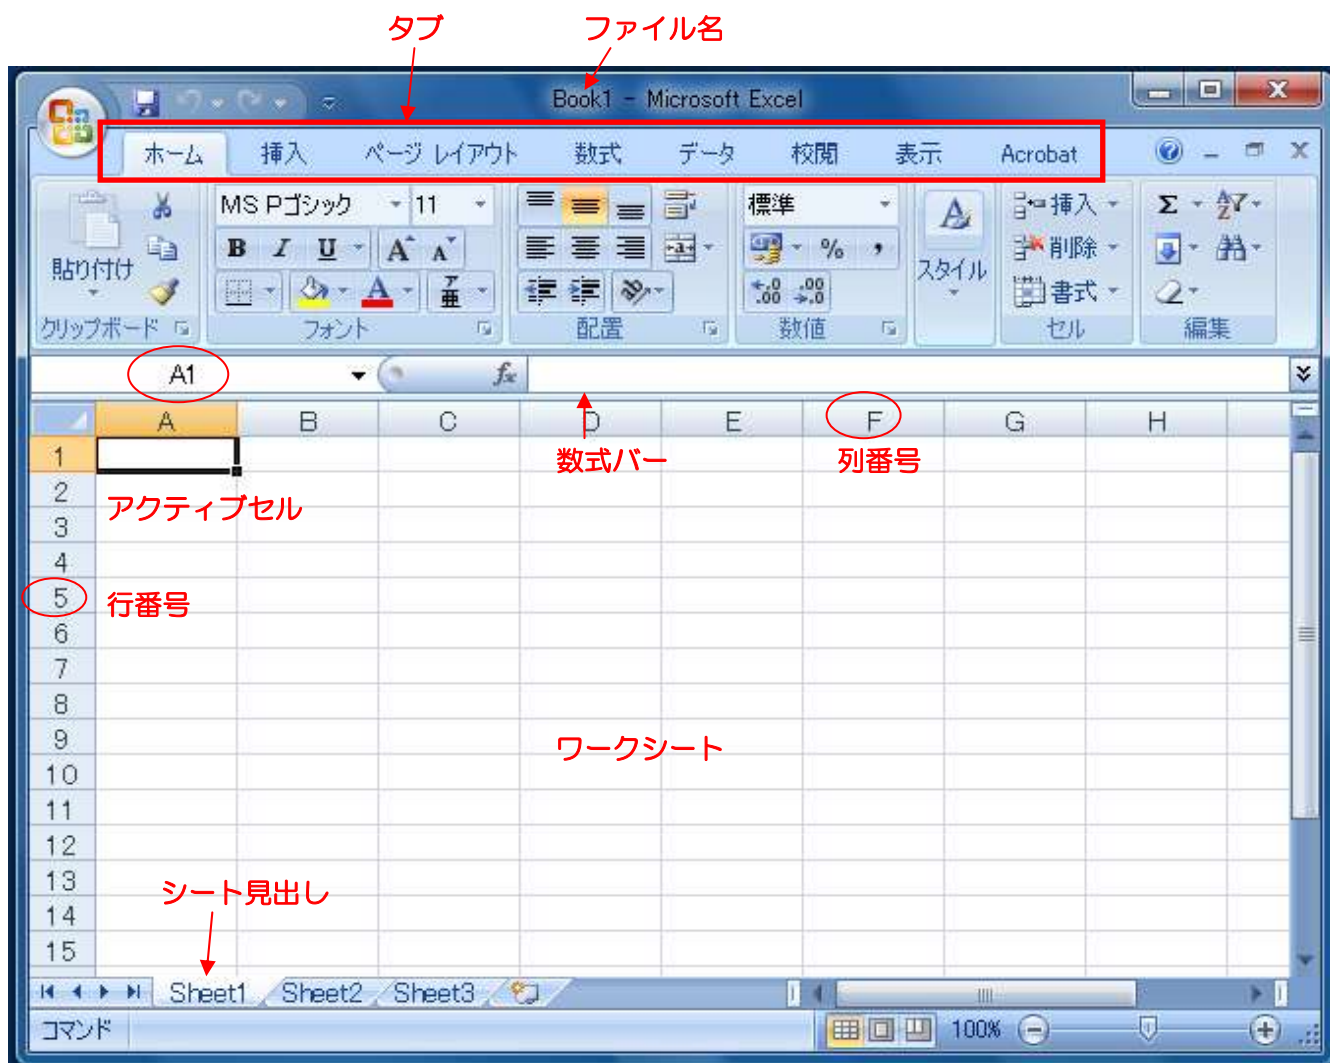 タブ ファイル名
Book1 - Microsoft Excel
ホーム 挿入 ページ レイアウト 数式 データ 校閲 表示 Acrobat
MS Pゴシック 11 標準 挿入
B I U A A % , 削除
貼り付け スタイル
A ア亜 .00 .00 書式
クリップボード フォント 配置 数値 セル 編集
A1 fx
A B C D E F G H
数式バー 列番号
1
2
アクティブセル
3
4
5 行番号
6
7
8
9 ワークシート
10
11
12
13 シート見出し
14
15
Sheet1 Sheet2 Sheet3
コマンド 100%